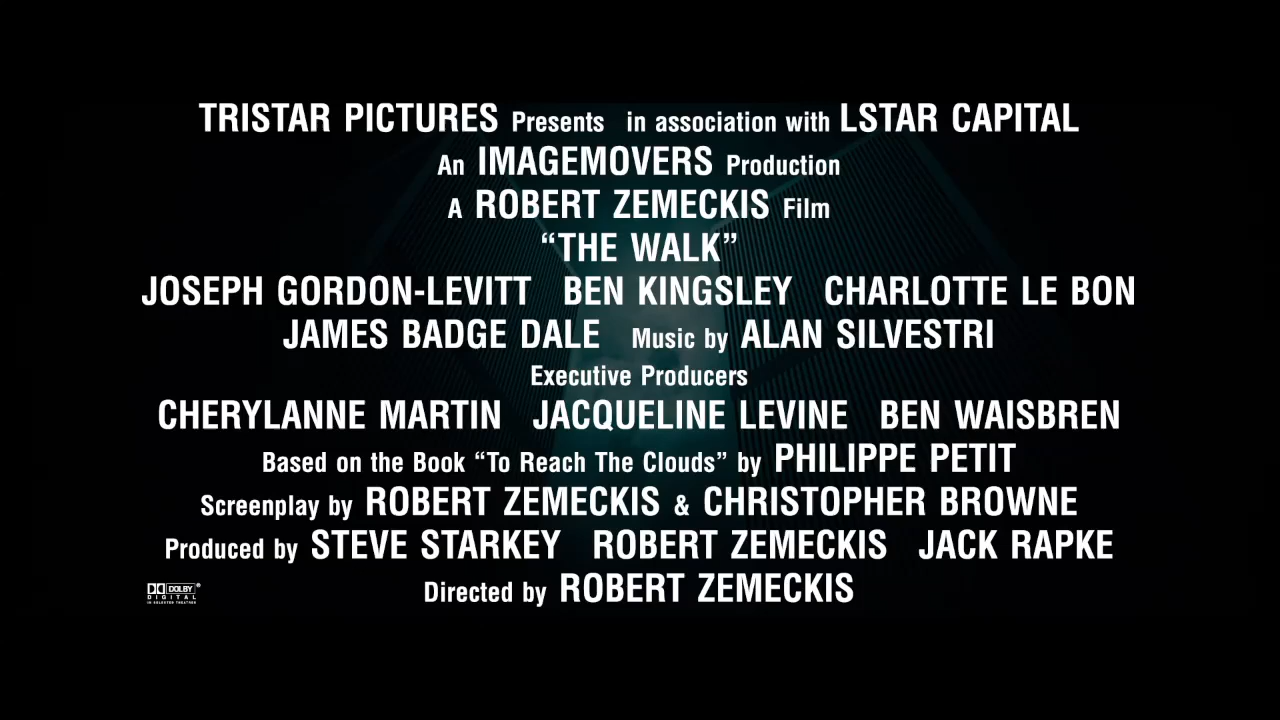 TRISTAR PICTURES Presents in association with LSTAR CAPITAL
An IMAGEMOVERS Production
A ROBERT ZEMECKIS Film
“THE WALK”
JOSEPH GORDON-LEVITT BEN KINGSLEY CHARLOTTE LE BON
JAMES BADGE DALE Music by ALAN SILVESTRI
Executive Producers
CHERYLANNE MARTIN JACQUELINE LEVINE BEN WAISBREN
Based on the Book “To Reach The Clouds” by PHILIPPE PETIT
Screenplay by ROBERT ZEMECKIS & CHRISTOPHER BROWNE
Produced by STEVE STARKEY ROBERT ZEMECKIS JACK RAPKE
Directed by ROBERT ZEMECKIS
DOLBY®
DIGITAL
IN SELECTED THEATRES